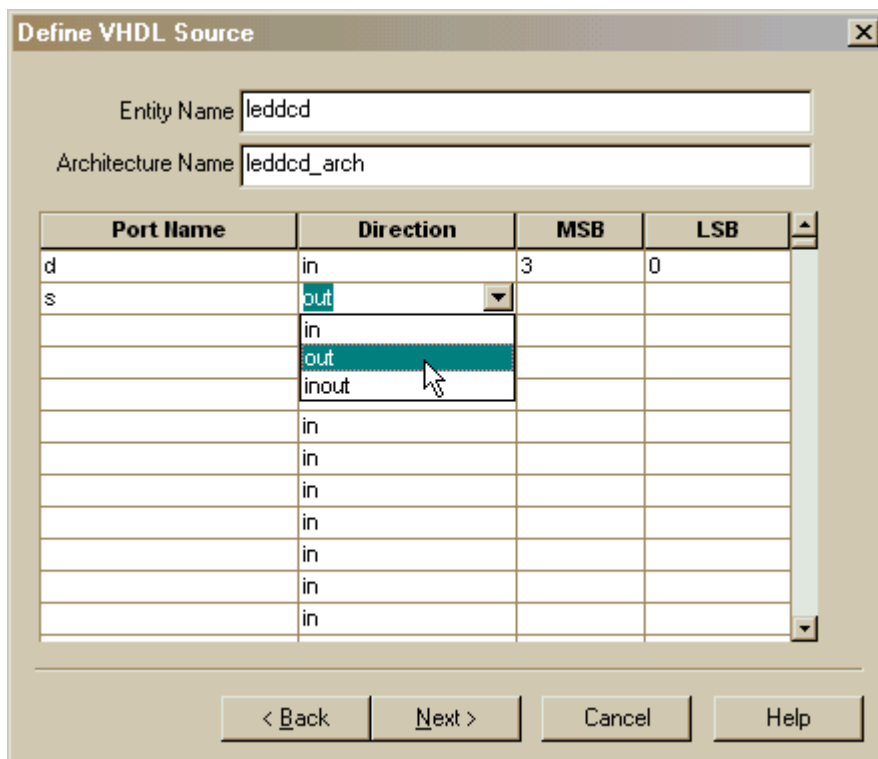 Define VHDL Source
Entity Name leddcd
Architecture Name leddcd_arch
Port Name Direction MSB LSB
d in 3 0
s out
in
out
inout
in
in
in
in
in
in
in
< Back Next > Cancel Help